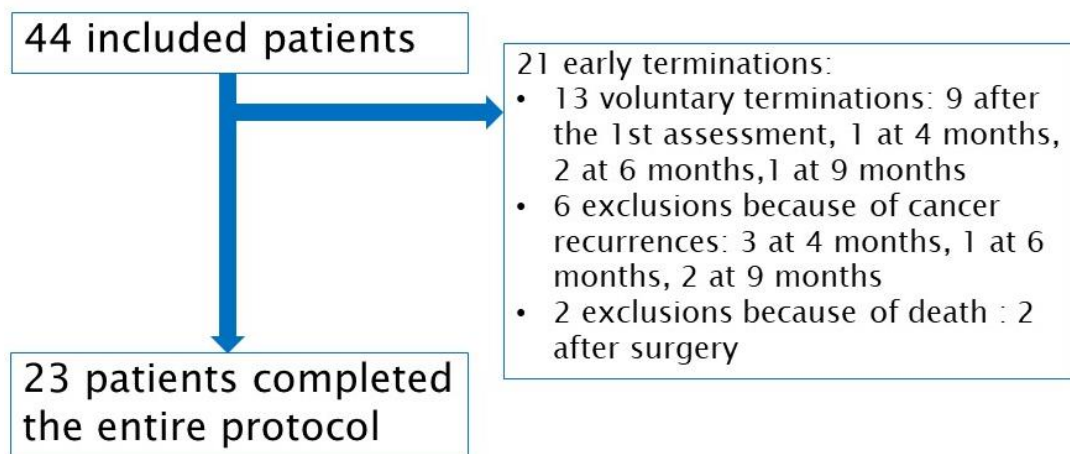 44 included patients
21 early terminations:
• 13 voluntary terminations: 9 after
the 1st assessment, 1 at 4 months,
2 at 6 months,1 at 9 months
• 6 exclusions because of cancer
recurrences: 3 at 4 months, 1 at 6
months, 2 at 9 months
• 2 exclusions because of death : 2
after surgery
23 patients completed
the entire protocol